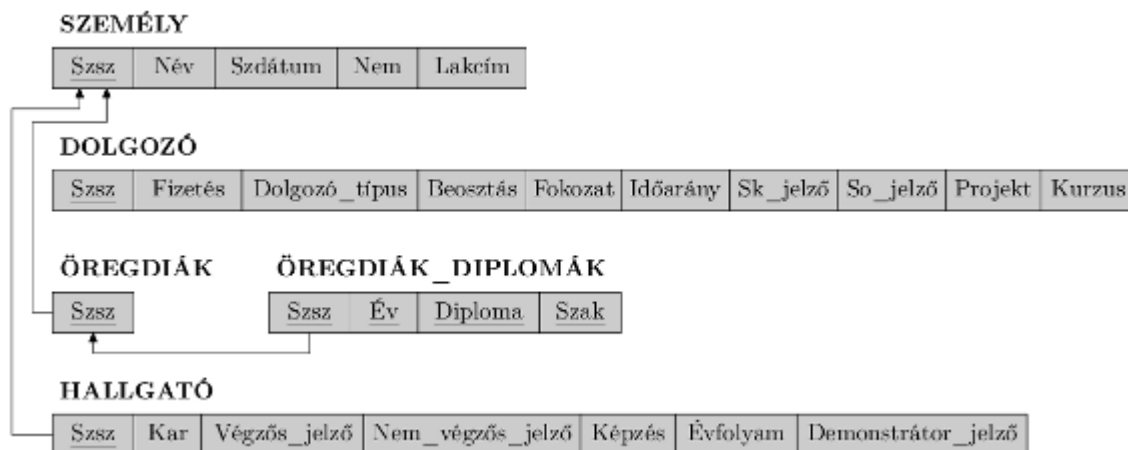 SZEMÉLY
Szsz Név Szdátum Nem Lakcím
DOLGOZÓ
Szsz Fizetés Dolgozó_típus Beosztás Fokozat Időarány Sk_jelző So_jelző Projekt Kurzus
ÖREGDIÁK ÖREGDIÁK_DIPLOMÁK
Szsz Szsz Év Diploma Szak
HALLGATÓ
Szsz Kar Végzős_jelző Nem_végzős_jelző Képzés Évfolyam Demonstrátor_jelző